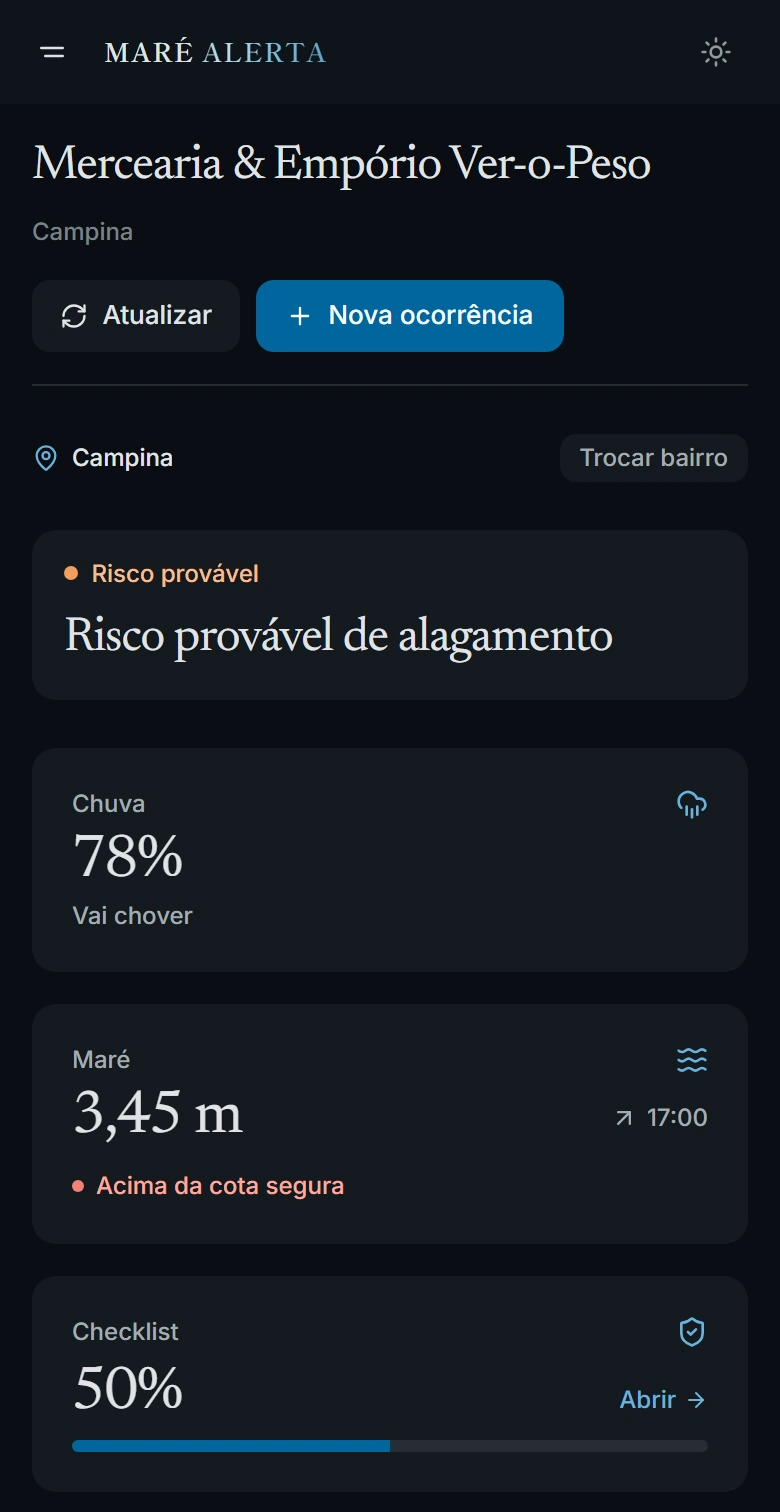 MARÉ ALERTA
Mercearia & Empório Ver-o-Peso
Campina
Atualizar
Nova ocorrência
Campina
Trocar bairro
Risco provável
Risco provável de alagamento
Chuva
78%
Vai chover
Maré
3,45 m
17:00
Acima da cota segura
Checklist
50%
Abrir